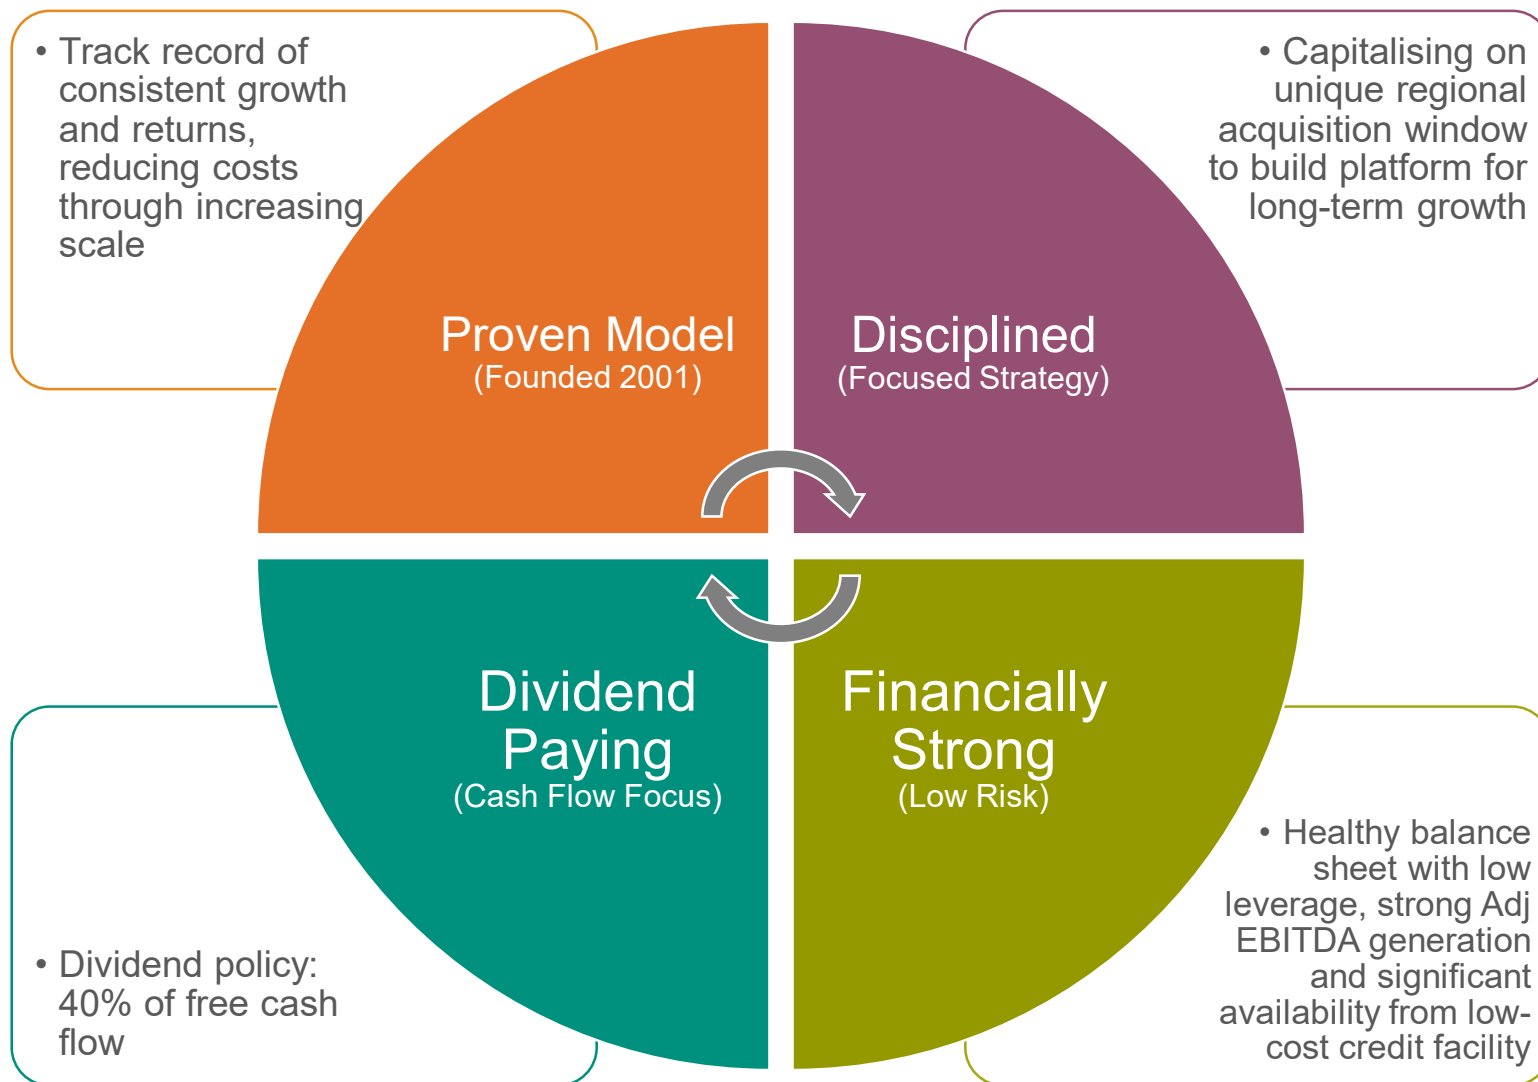 • Track record of
consistent growth
and returns,
reducing costs
through increasing
scale
• Capitalising on
unique regional
acquisition window
to build platform for
long-term growth
Proven Model
(Founded 2001)
Disciplined
(Focused Strategy)
Dividend
Paying
(Cash Flow Focus)
Financially
Strong
(Low Risk)
• Dividend policy:
40% of free cash
flow
• Healthy balance
sheet with low
leverage, strong Adj
EBITDA generation
and significant
availability from low-
cost credit facility